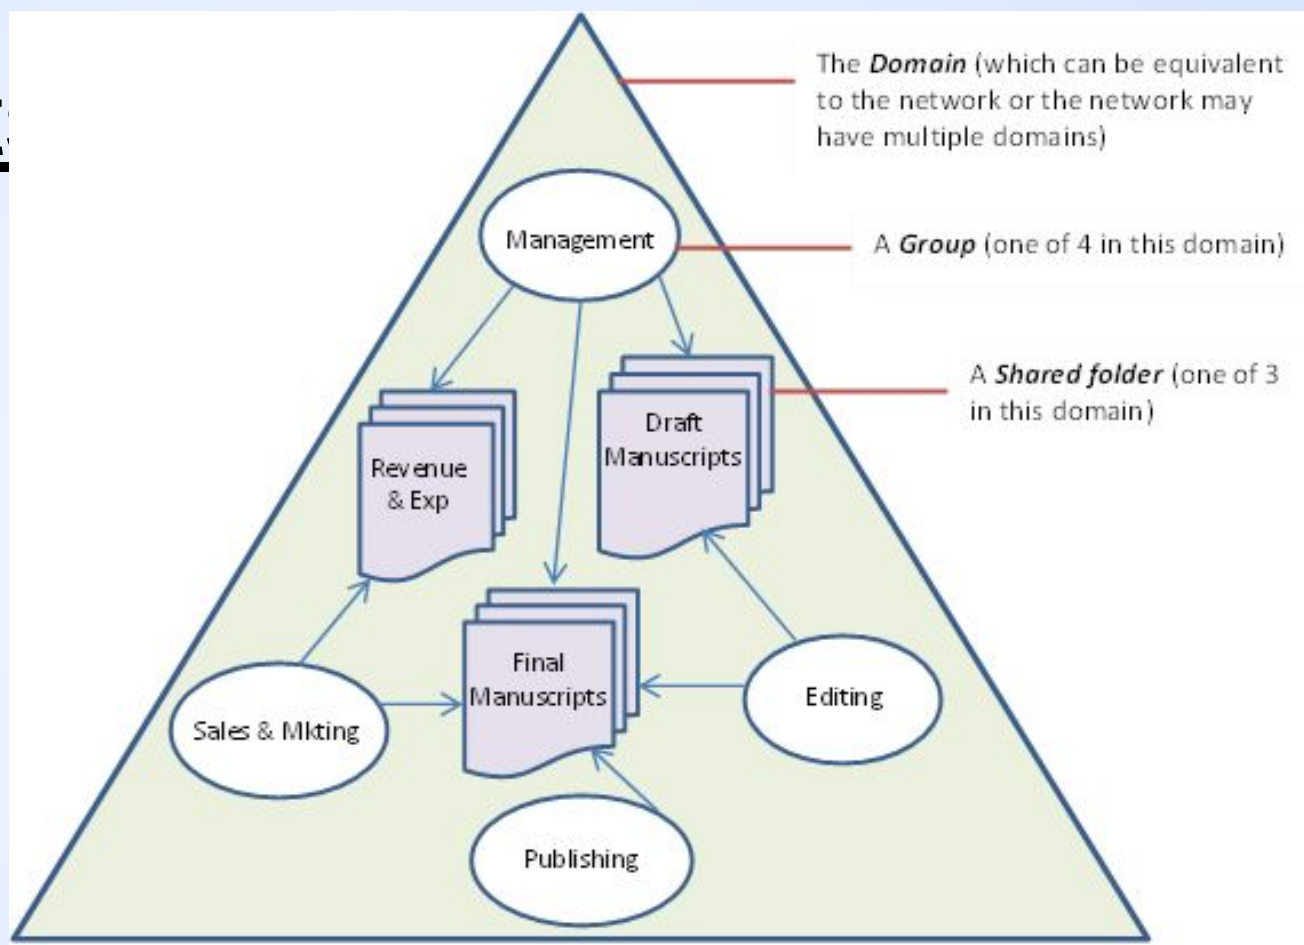 The Domain (which can be equivalent
to the network or the network may
have multiple domains)
Management
A Group (one of 4 in this domain)
A Shared folder (one of 3
in this domain)
Draft
Manuscripts
Revenue
& Exp
Final
Manuscripts
Editing
Sales & Mkting
Publishing